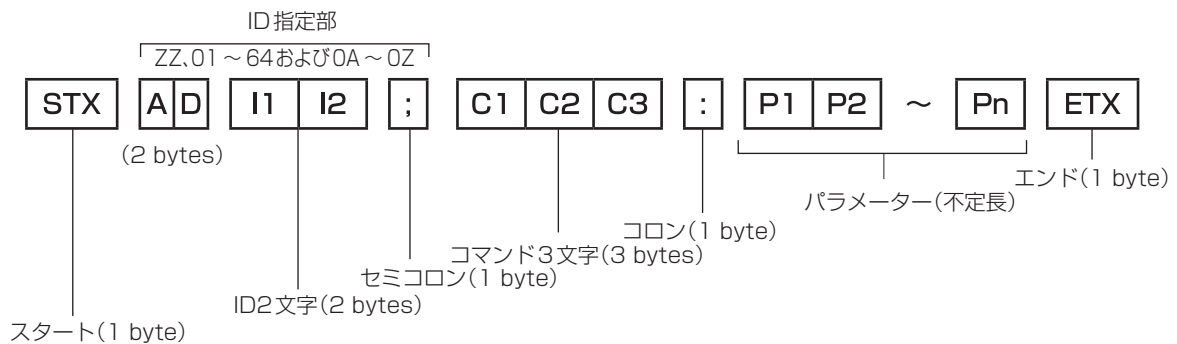 ID指定部
ZZ、01～64および0A～0Z
STX AD I1 I2 ; C1 C2 C3 : P1 P2 ～ Pn ETX
(2 bytes)
エンド(1 byte)
パラメーター(不定長)
コロン(1 byte)
コマンド3文字(3 bytes)
セミコロン(1 byte)
ID2文字(2 bytes)
スタート(1 byte)